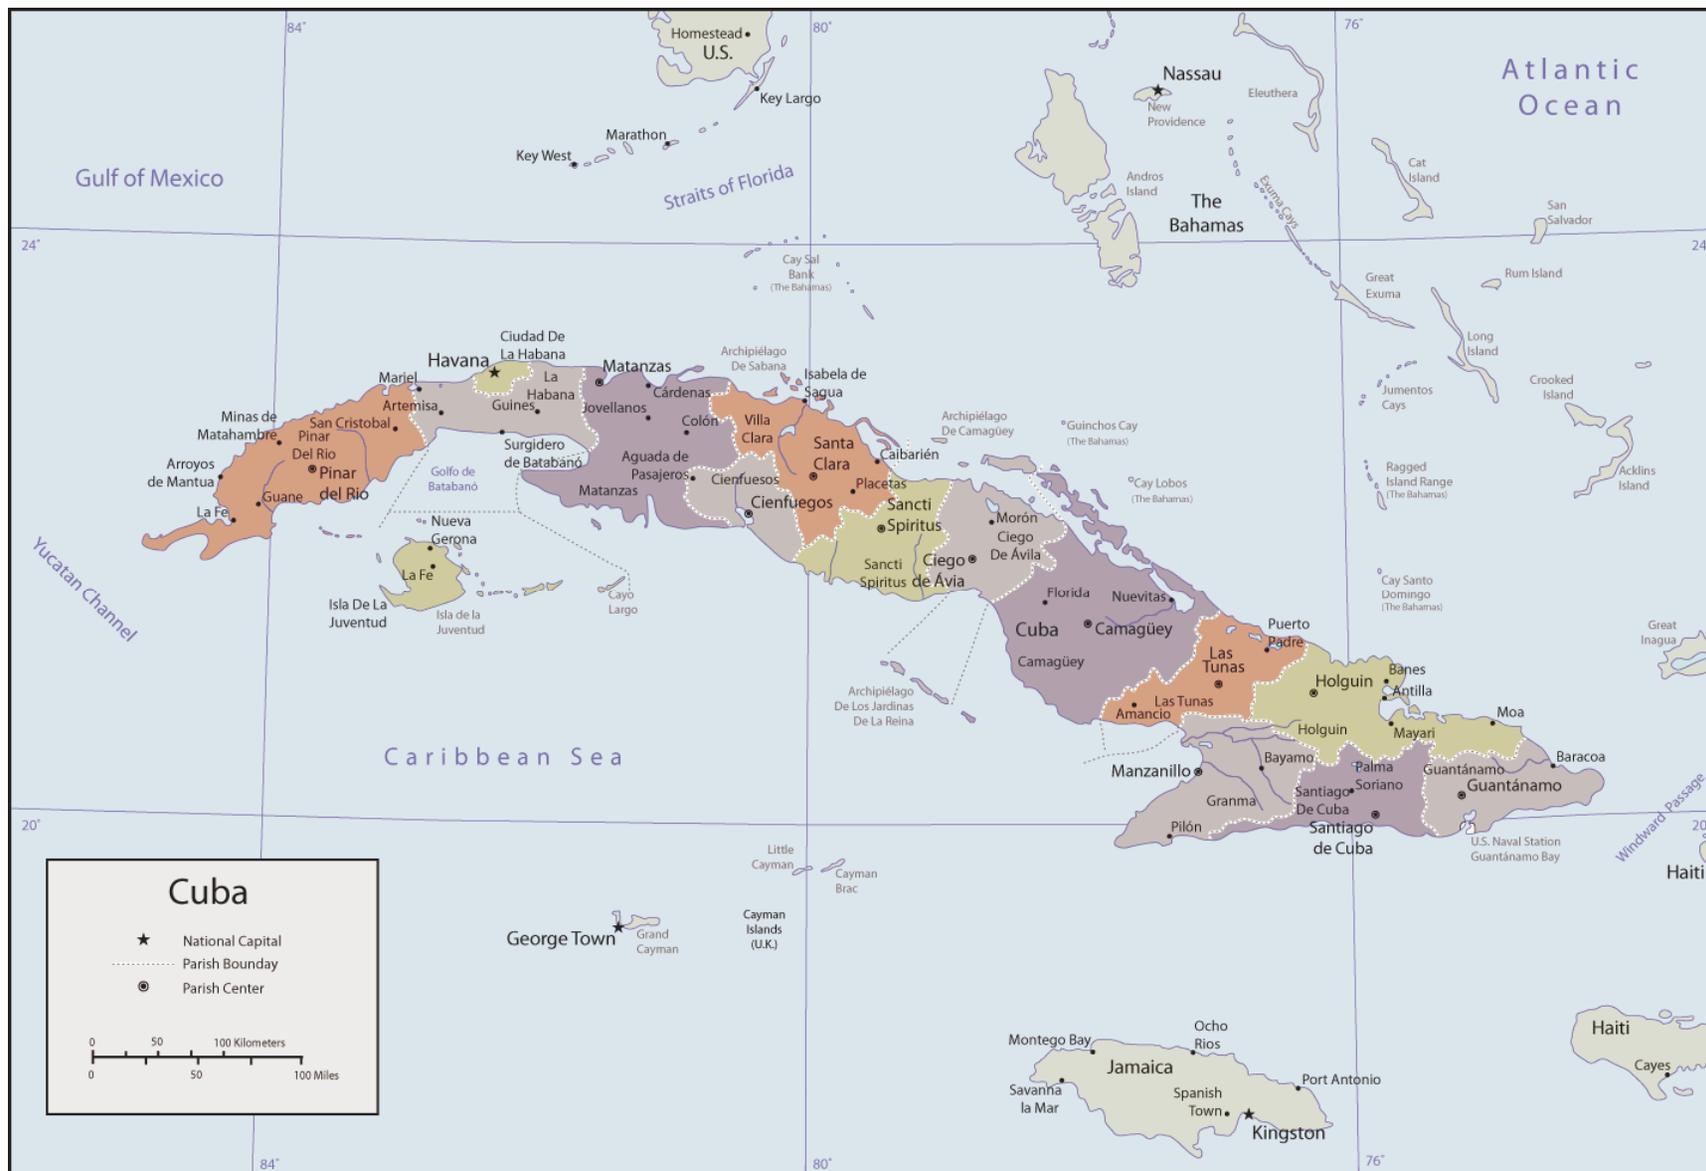 84°
80°
76°
Homestead
U.S.
Key Largo
Marathon
Key West
Nassau
New
Providence
Eleuthera
Atlantic
Ocean
Gulf of Mexico
Straits of Florida
Andros
Island
The
Bahamas
Exuma Cays
Cat
Island
San
Salvador
24°
24
Cay Sal
Bank
(The Bahamas)
Great
Exuma
Rum Island
Long
Island
Crooked
Island
Jumentos
Cays
Acklins
Island
Ragged
Island Range
(The Bahamas)
Guinchos Cay
(The Bahamas)
Cay Lobos
(The Bahamas)
Cay Santo
Domingo
(The Bahamas)
Great
Inagua
Ciudad De
La Habana
Havana
La
Habana
Mariel
Artemisa
Guines
Matanzas
Cárdenas
Jovellanos
Colón
Archipiélago
De Sabana
Isabela de
Sagua
Villa
Clara
Santa
Clara
Archipiélago
De Camagüey
Caibarién
Placetas
Minas de
Matahambre
San Cristobal
Pinar
Del Rio
Pinar
del Rio
Arroyos
de Mantua
Guane
La Fe
Surgidero
de Batabanó
Golfo de
Batabanó
Aguada de
Pasajeros
Matanzas
Cienfuesos
Cienfuegos
Sancti
Spiritus
Sancti
Spiritus
Morón
Ciego
De Ávila
Ciego
de Ávia
Yucatan Channel
Nueva
Gerona
La Fe
Isla De La
Juventud
Isla de la
Juventud
Cayo
Largo
Florida
Nuevitas
Cuba
Camagüey
Camagüey
Archipiélago
De Los Jardinas
De La Reina
Las
Tunas
Puerto
Padre
Las Tunas
Amancio
Holguin
Banes
Antilla
Holguin
Mayari
Moa
Caribbean Sea
Manzanillo
Bayamo
Granma
Pilón
Palma
Soriano
Santiago
De Cuba
Santiago
de Cuba
Guantánamo
Guantánamo
Baracoa
U.S. Naval Station
Guantánamo Bay
Windward Passage
20°
20
Haiti
Little
Cayman
Cayman
Brac
Cayman
Islands
(U.K.)
George Town
Grand
Cayman
Cuba
National Capital
Parish Bounday
Parish Center
0 50 100 Kilometers
0 50 100 Miles
Montego Bay
Ocho
Rios
Jamaica
Savanna
la Mar
Spanish
Town
Port Antonio
Kingston
Haiti
Cayes
84°
80°
76°